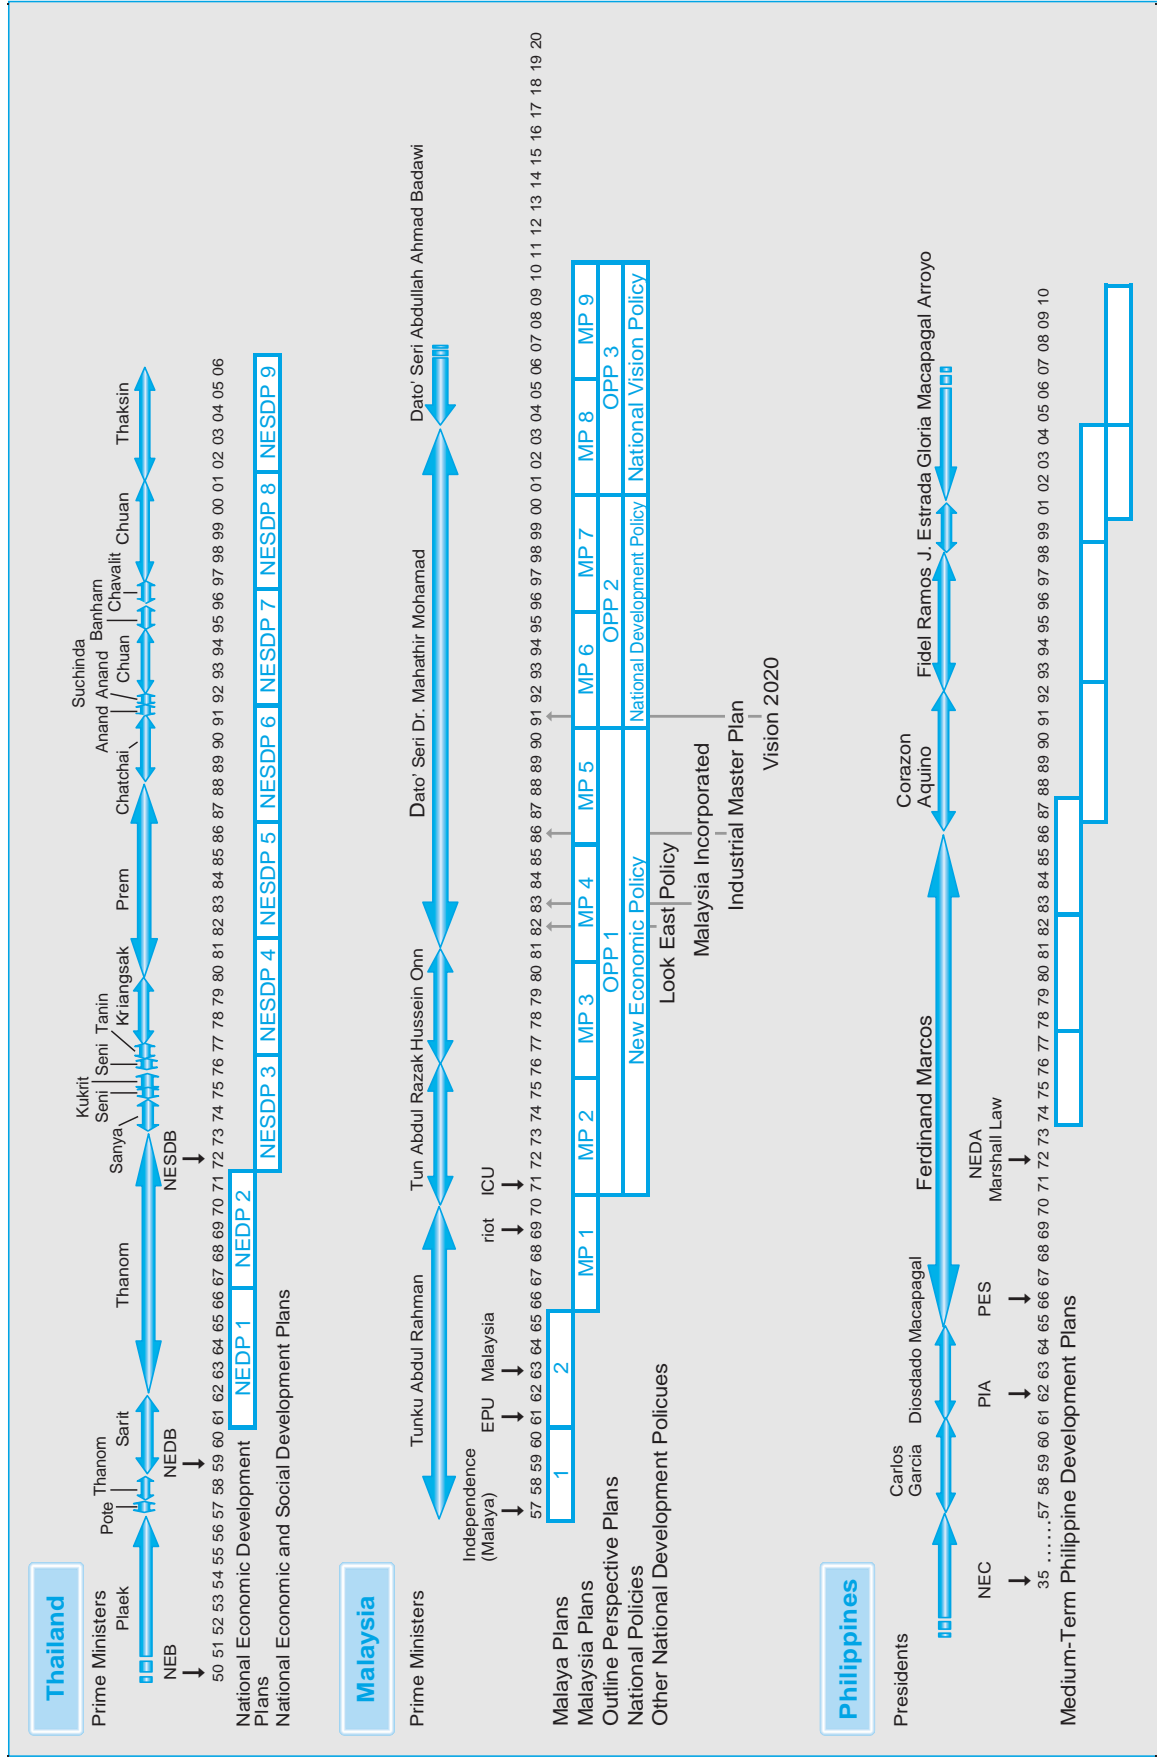 Thailand
Prime Ministers
Plaek
Pote
Thanom
Sarit
Thanom
Sanya
Seni
Kukrit
Seni
Tanin
Kriangsak
Prem
Chatchai
Anand
Suchinda
Anand
Chuan
Banharn
Chavalit
Chuan
Thaksin
NEB
NEDB
NESDB
50 51 52 53 54 55 56 57 58 59 60 61 62 63 64 65 66 67 68 69 70 71 72 73 74 75 76 77 78 79 80 81 82 83 84 85 86 87 88 89 90 91 92 93 94 95 96 97 98 99 00 01 02 03 04 05 06
National Economic Development
Plans
NEDP 1 NEDP 2
National Economic and Social Development Plans
NESDP 3 NESDP 4 NESDP 5 NESDP 6 NESDP 7 NESDP 8 NESDP 9
Malaysia
Prime Ministers
Tunku Abdul Rahman
Tun Abdul Razak
Hussein Onn
Dato' Seri Dr. Mahathir Mohamad
Dato' Seri Abdullah Ahmad Badawi
Independence
(Malaya)
EPU
Malaysia
riot
ICU
57 58 59 60 61 62 63 64 65 66 67 68 69 70 71 72 73 74 75 76 77 78 79 80 81 82 83 84 85 86 87 88 89 90 91 92 93 94 95 96 97 98 99 00 01 02 03 04 05 06 07 08 09 10 11 12 13 14 15 16 17 18 19 20
Malaya Plans
1 2
Malaysia Plans
MP 1 MP 2 MP 3 MP 4 MP 5 MP 6 MP 7 MP 8 MP 9
Outline Perspective Plans
OPP 1 OPP 2 OPP 3
National Policies
New Economic Policy National Development Policy National Vision Policy
Other National Development Policues
Look East Policy
Malaysia Incorporated
Industrial Master Plan
Vision 2020
Philippines
Presidents
Carlos
Garcia
Diosdado Macapagal
Ferdinand Marcos
Corazon
Aquino
Fidel Ramos
J. Estrada
Gloria Macapagal Arroyo
NEC
PIA
PES
NEDA
Marshall Law
35 ......57 58 59 60 61 62 63 64 65 66 67 68 69 70 71 72 73 74 75 76 77 78 79 80 81 82 83 84 85 86 87 88 89 90 91 92 93 94 95 96 97 98 99 01 02 03 04 05 06 07 08 09 10
Medium-Term Philippine Development Plans